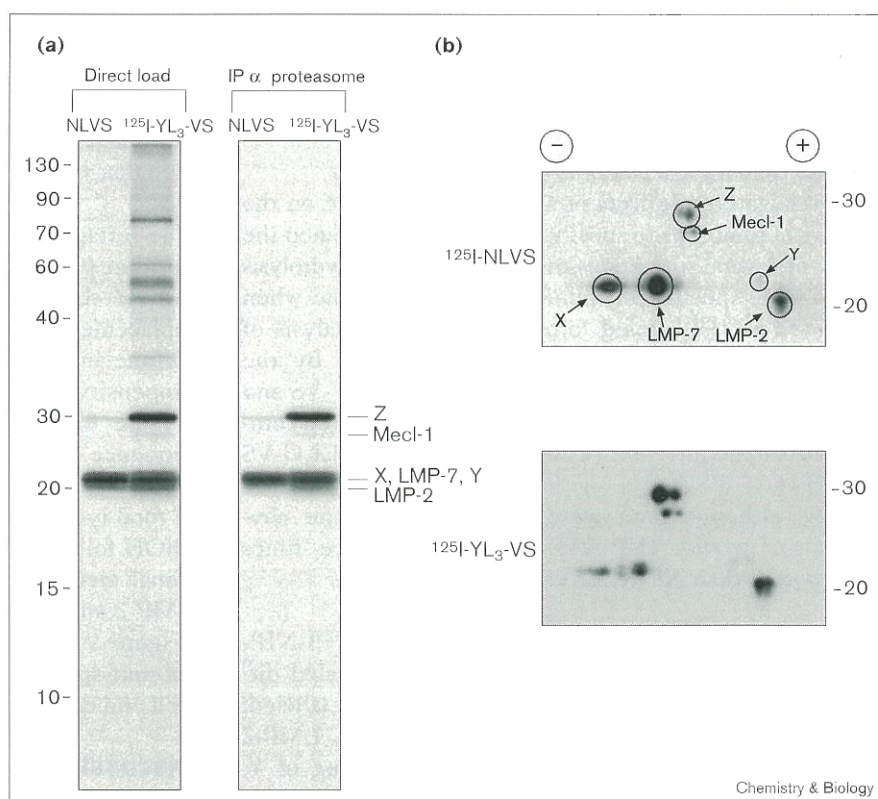 (a)
Direct load
IP α proteasome
NLVS ¹²⁵I-YL₃-VS
NLVS ¹²⁵I-YL₃-VS
130
90
70
60
40
30
20
15
10
Z
Mecl-1
X, LMP-7, Y
LMP-2
(b)
− +
¹²⁵I-NLVS
Z
Mecl-1
Y
X
LMP-7
LMP-2
-30
-20
¹²⁵I-YL₃-VS
-30
-20
Chemistry & Biology